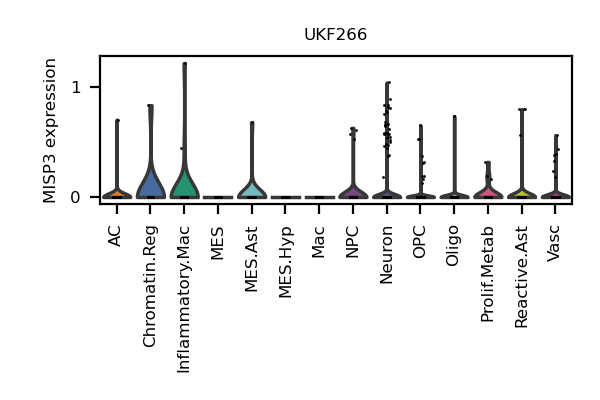 UKF266
MISP3 expression
1
0
AC
Chromatin.Reg
Inflammatory.Mac
MES
MES.Ast
MES.Hyp
Mac
NPC
Neuron
OPC
Oligo
Prolif.Metab
Reactive.Ast
Vasc